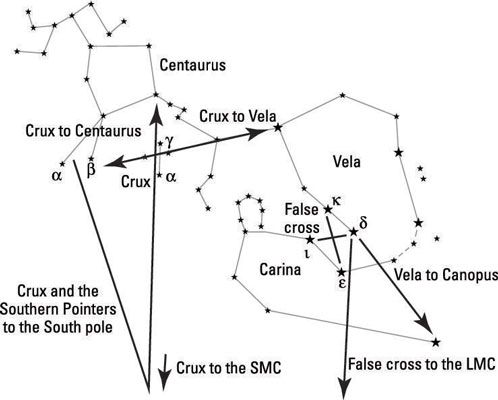 Centaurus
Crux to Vela
Crux to Centaurus
γ
Vela
α
β
Crux
α
κ
False
cross
δ
ι
Carina
ε
Vela to Canopus
Crux and the
Southern Pointers
to the South pole
Crux to the SMC
False cross to the LMC